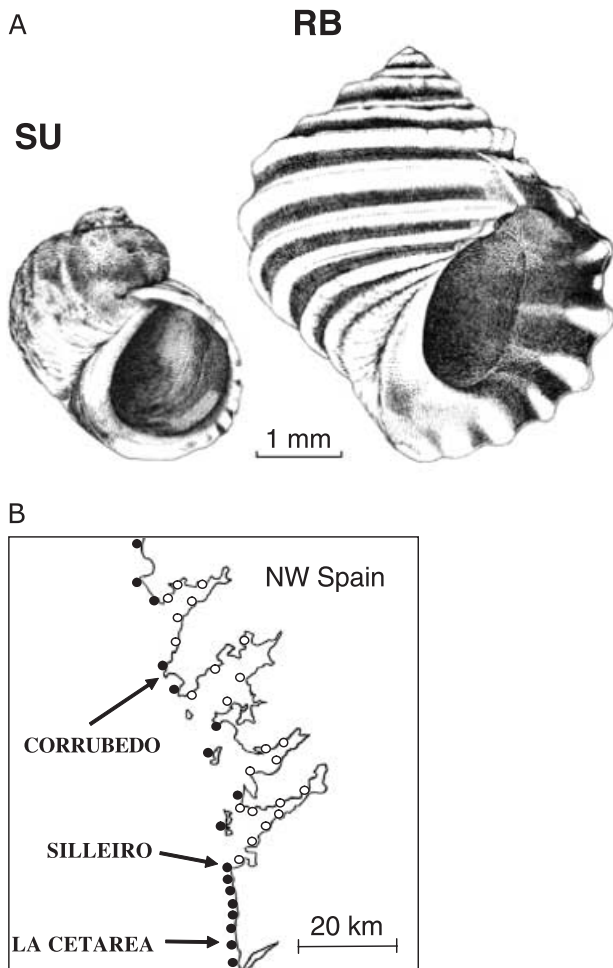 A
RB
SU
1 mm
B
NW Spain
CORRUBEDO
SILLEIRO
LA CETAREA
20 km